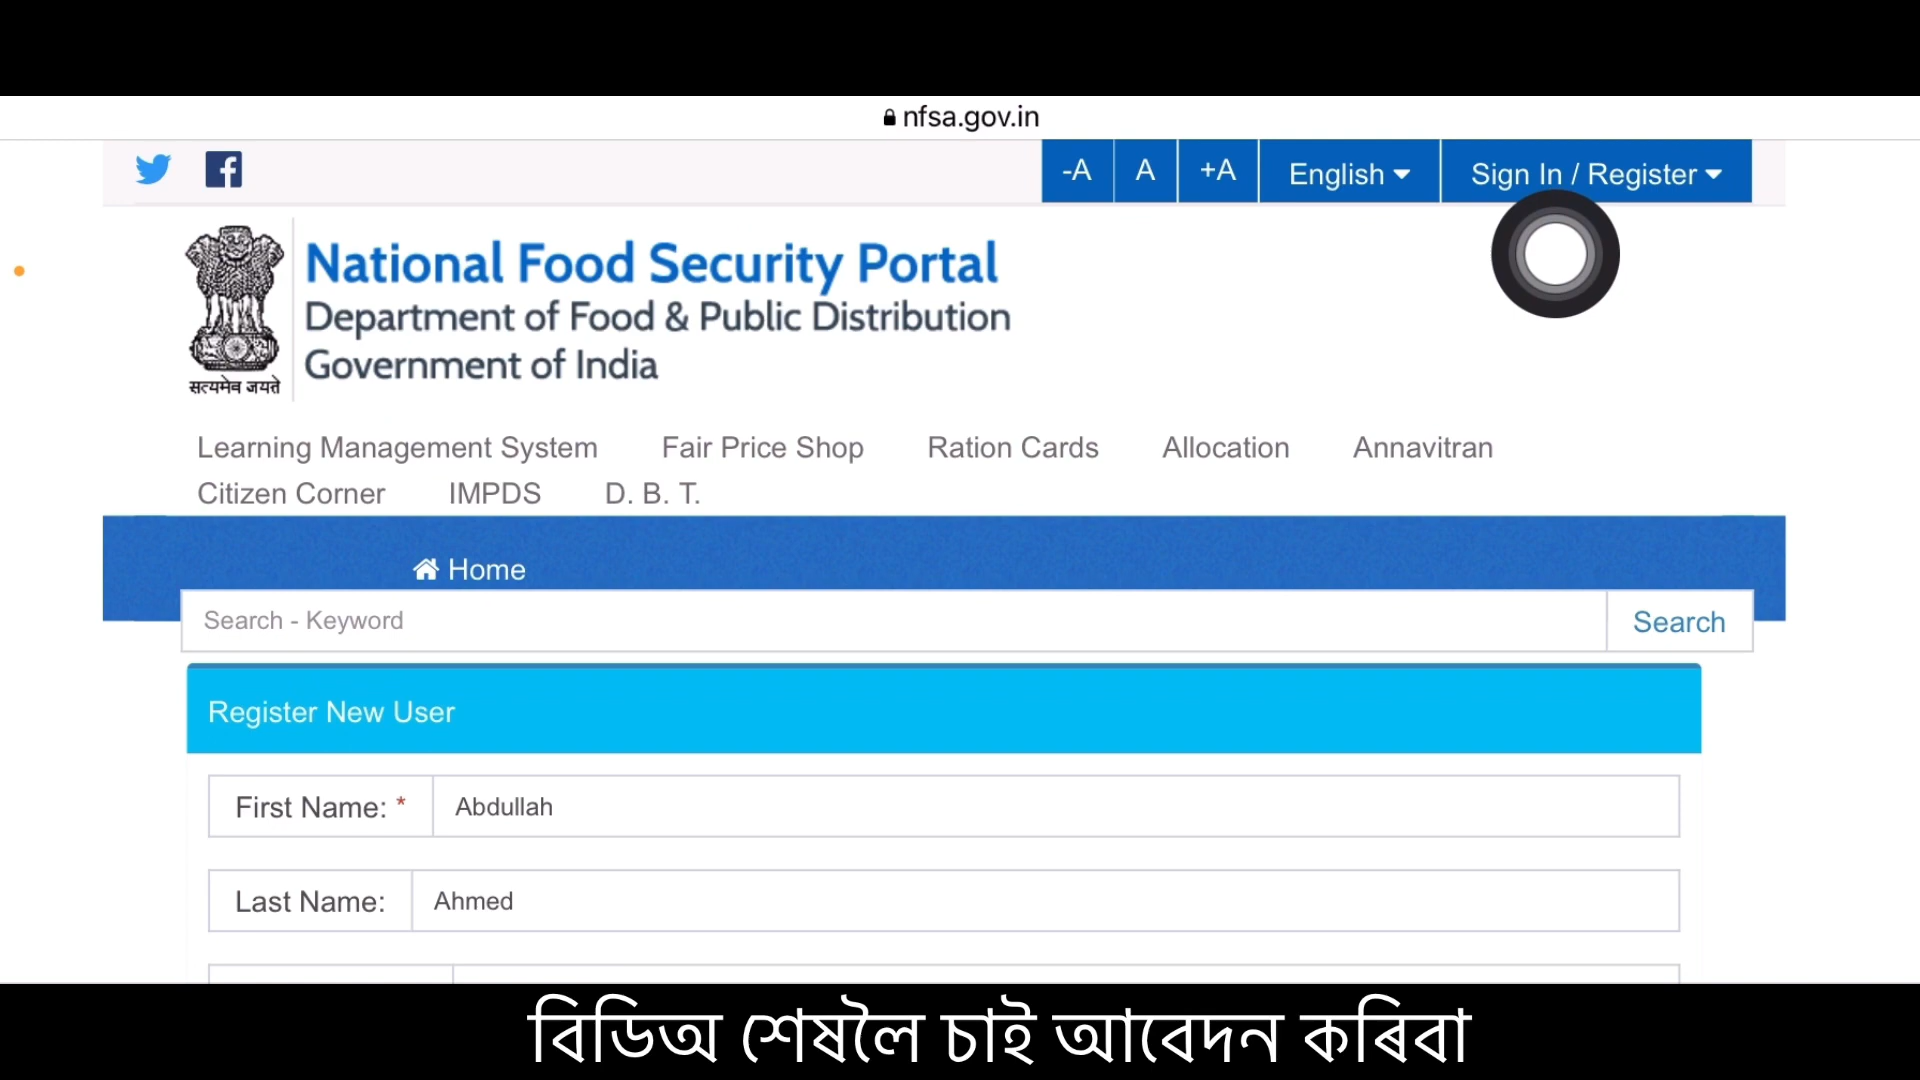 nfsa.gov.in
-A A +A English Sign In / Register
National Food Security Portal
Department of Food & Public Distribution
Government of India
सत्यमेव जयते
Learning Management System Fair Price Shop Ration Cards Allocation Annavitran
Citizen Corner IMPDS D. B. T.
Home
Search - Keyword Search
Register New User
First Name: * Abdullah
Last Name: Ahmed
বিডিঅ শেষলৈ চাই আবেদন কৰিবা